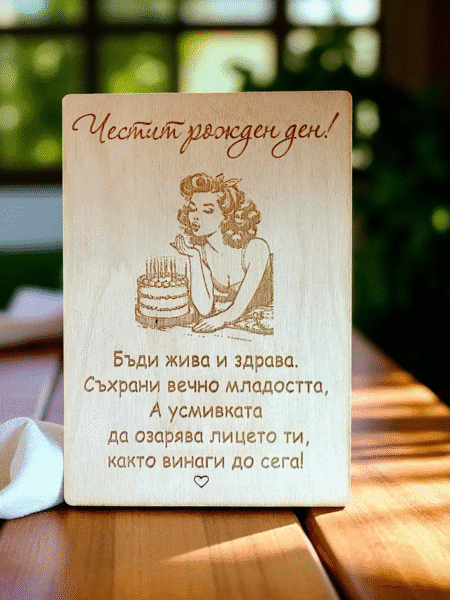 Честит рожден ден!
Бъди жива и здрава.
Съхрани вечно младостта,
А усмивката
да озарява лицето ти,
както винаги до сега!